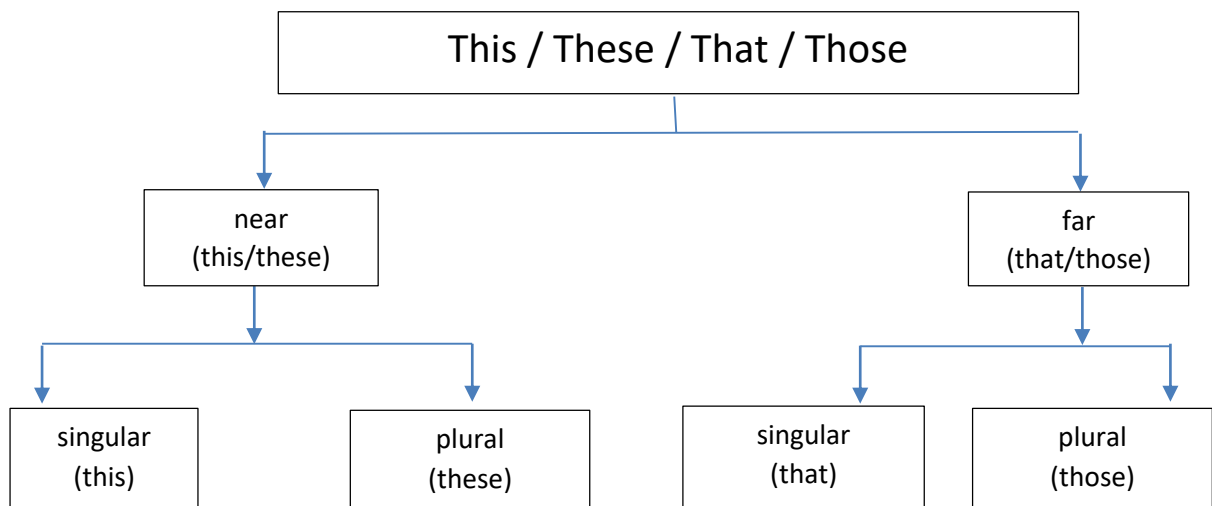 This / These / That / Those
near
(this/these)
far
(that/those)
singular
(this)
plural
(these)
singular
(that)
plural
(those)